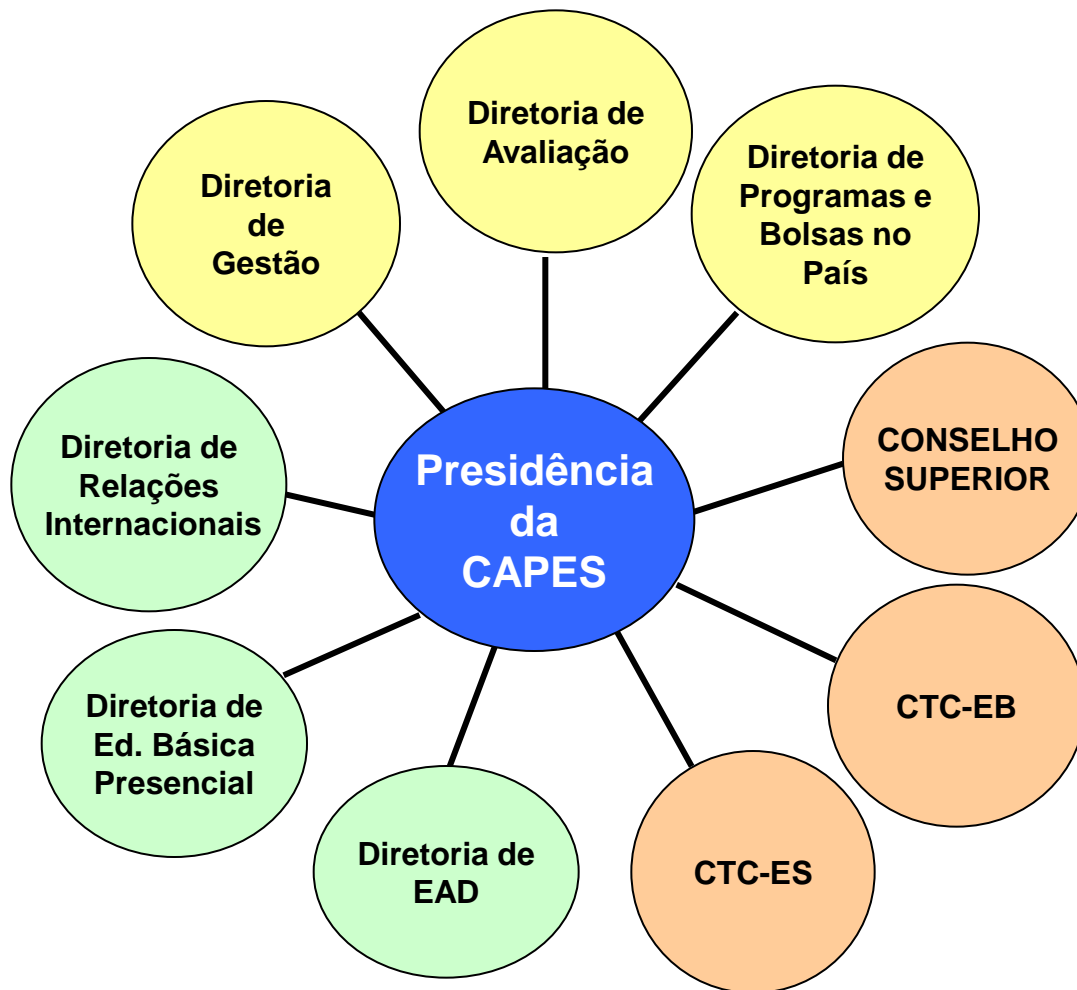 Diretoria de
Avaliação
Diretoria de
Programas e
Bolsas no
País
Diretoria
de
Gestão
CONSELHO
SUPERIOR
Diretoria de
Relações
Internacionais
Presidência
da
CAPES
CTC-EB
Diretoria de
Ed. Básica
Presencial
Diretoria de
EAD
CTC-ES